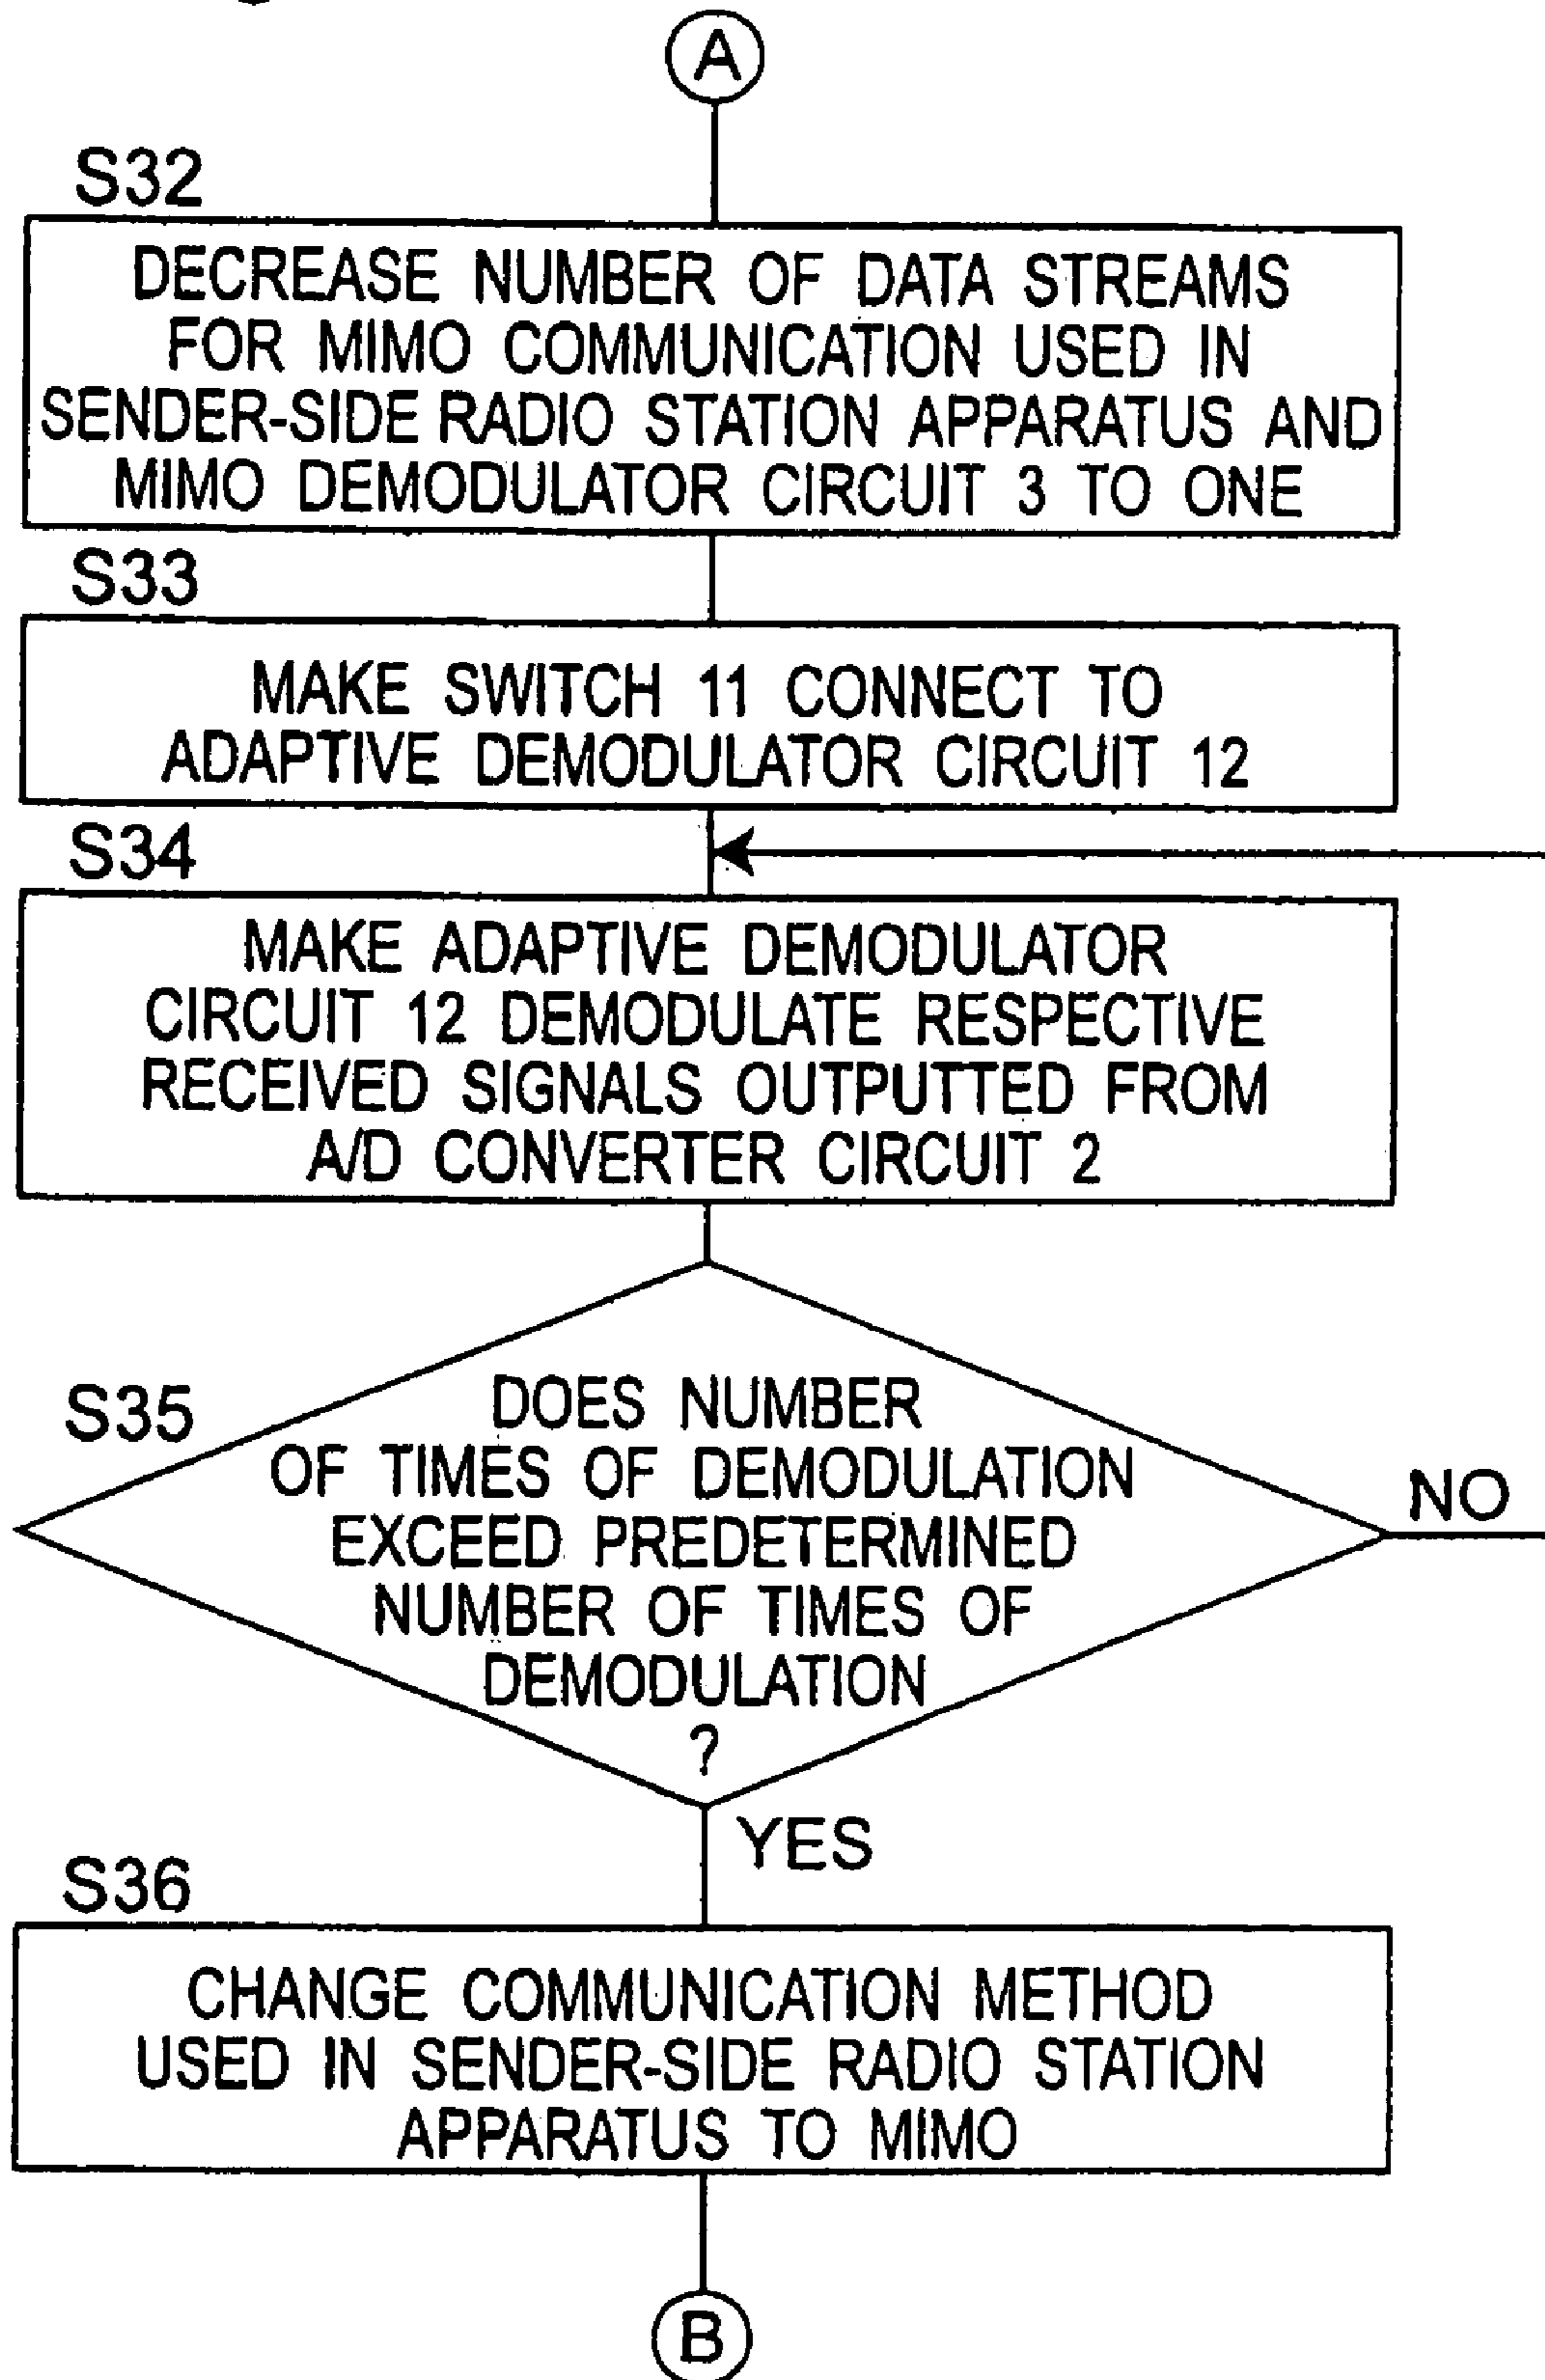 A
S32
DECREASE NUMBER OF DATA STREAMS
FOR MIMO COMMUNICATION USED IN
SENDER-SIDE RADIO STATION APPARATUS AND
MIMO DEMODULATOR CIRCUIT 3 TO ONE
S33
MAKE SWITCH 11 CONNECT TO
ADAPTIVE DEMODULATOR CIRCUIT 12
S34
MAKE ADAPTIVE DEMODULATOR
CIRCUIT 12 DEMODULATE RESPECTIVE
RECEIVED SIGNALS OUTPUTTED FROM
A/D CONVERTER CIRCUIT 2
S35
DOES NUMBER
OF TIMES OF DEMODULATION
EXCEED PREDETERMINED
NUMBER OF TIMES OF
DEMODULATION
?
NO
YES
S36
CHANGE COMMUNICATION METHOD
USED IN SENDER-SIDE RADIO STATION
APPARATUS TO MIMO
B